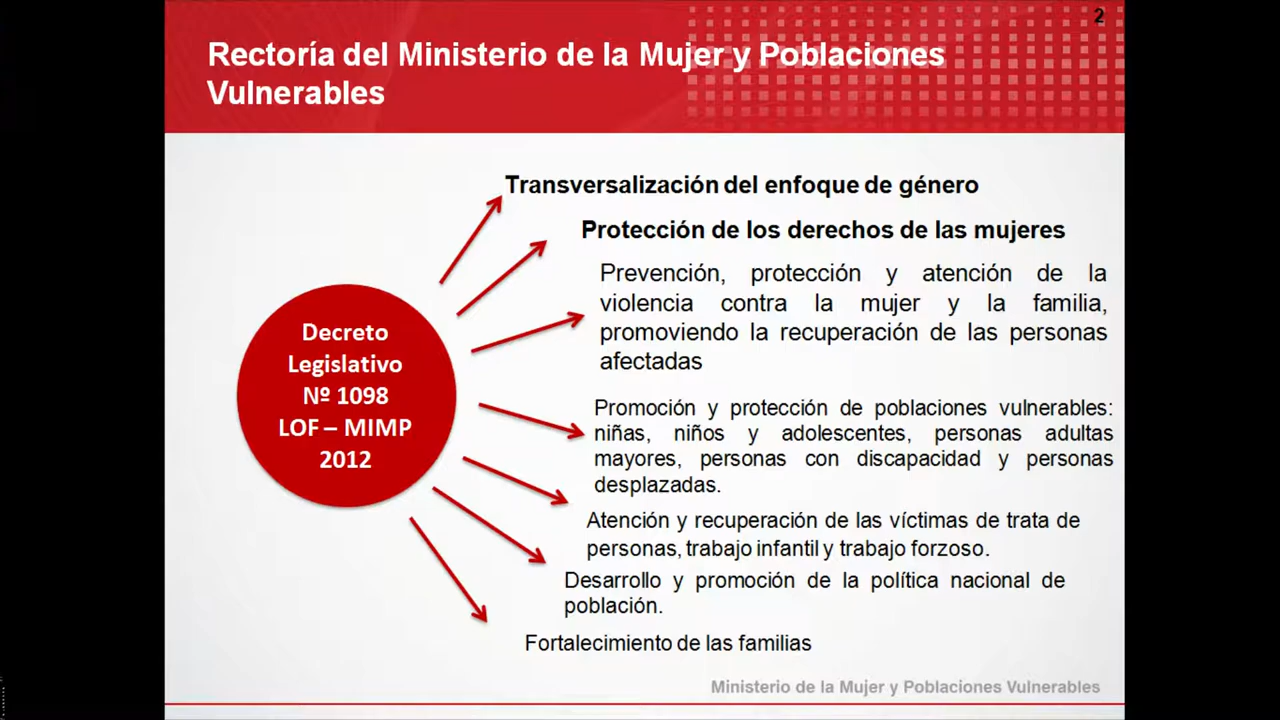 2
Rectoría del Ministerio de la Mujer y Poblaciones
Vulnerables
Transversalización del enfoque de género
Protección de los derechos de las mujeres
Prevención, protección y atención de la
violencia contra la mujer y la familia,
promoviendo la recuperación de las personas
afectadas
Decreto
Legislativo
Nº 1098
LOF – MIMP
2012
Promoción y protección de poblaciones vulnerables:
niñas, niños y adolescentes, personas adultas
mayores, personas con discapacidad y personas
desplazadas.
Atención y recuperación de las víctimas de trata de
personas, trabajo infantil y trabajo forzoso.
Desarrollo y promoción de la política nacional de
población.
Fortalecimiento de las familias
Ministerio de la Mujer y Poblaciones Vulnerables